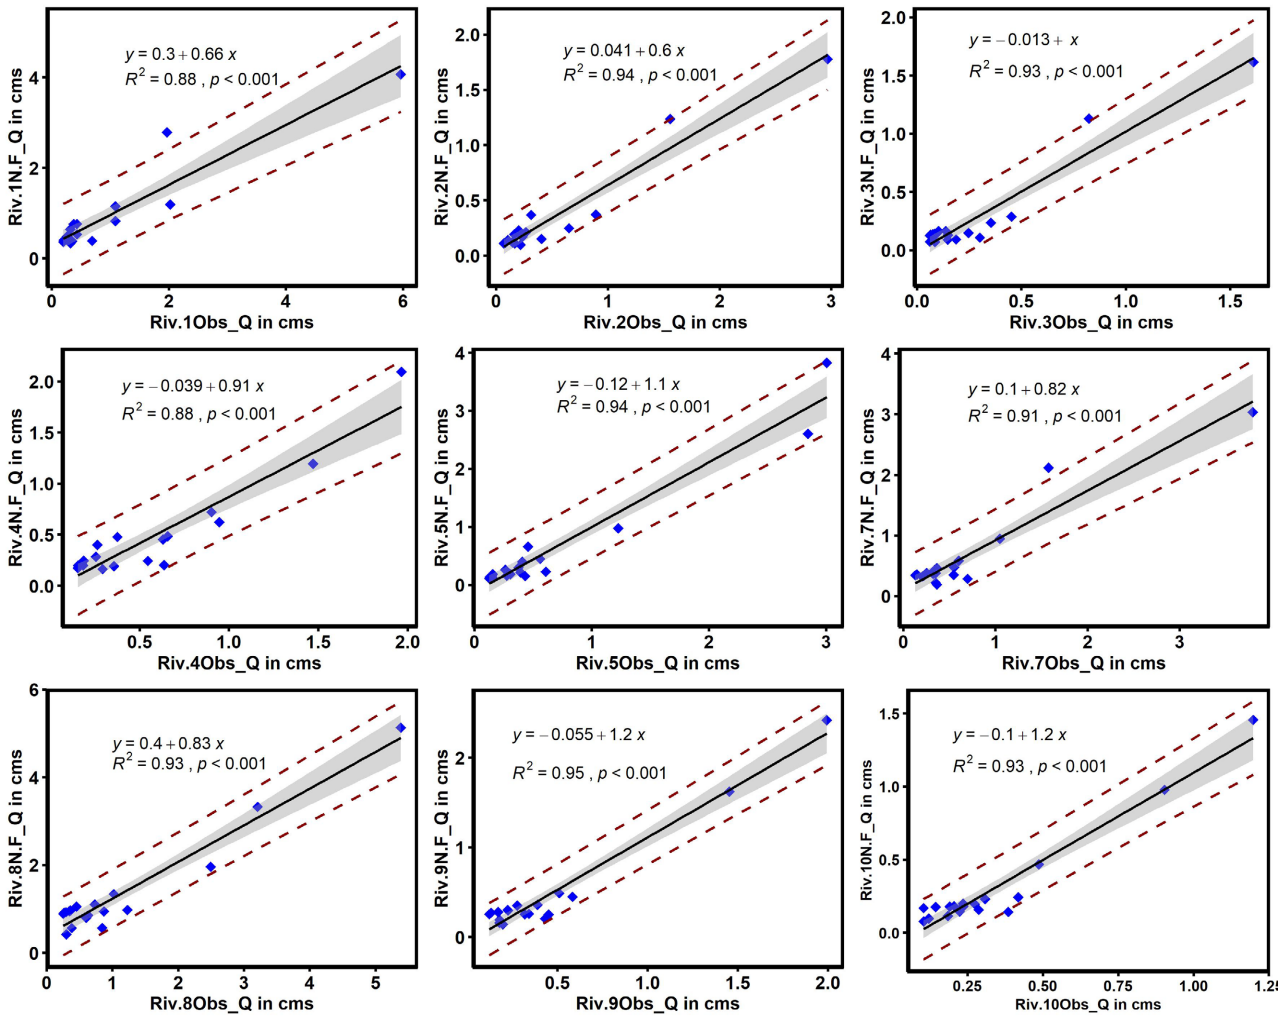 y = 0.3 + 0.66 x
R² = 0.88 , p < 0.001
4
2
0
0
2
4
6
Riv.1N.F_Q in cms
Riv.1Obs_Q in cms
y = 0.041 + 0.6 x
R² = 0.94 , p < 0.001
2.0
1.5
1.0
0.5
0.0
0
1
2
3
Riv.2N.F_Q in cms
Riv.2Obs_Q in cms
y = −0.013 + x
R² = 0.93 , p < 0.001
2.0
1.5
1.0
0.5
0.0
0.0
0.5
1.0
1.5
Riv.3N.F_Q in cms
Riv.3Obs_Q in cms
y = −0.039 + 0.91 x
R² = 0.88 , p < 0.001
2.0
1.5
1.0
0.5
0.0
0.5
1.0
1.5
2.0
Riv.4N.F_Q in cms
Riv.4Obs_Q in cms
y = −0.12 + 1.1 x
R² = 0.94 , p < 0.001
4
3
2
1
0
0
1
2
3
Riv.5N.F_Q in cms
Riv.5Obs_Q in cms
y = 0.1 + 0.82 x
R² = 0.91 , p < 0.001
4
3
2
1
0
0
1
2
3
Riv.7N.F_Q in cms
Riv.7Obs_Q in cms
y = 0.4 + 0.83 x
R² = 0.93 , p < 0.001
6
4
2
0
0
1
2
3
4
5
Riv.8N.F_Q in cms
Riv.8Obs_Q in cms
y = −0.055 + 1.2 x
R² = 0.95 , p < 0.001
2
1
0
0.5
1.0
1.5
2.0
Riv.9N.F_Q in cms
Riv.9Obs_Q in cms
y = −0.1 + 1.2 x
R² = 0.93 , p < 0.001
1.5
1.0
0.5
0.0
0.25
0.50
0.75
1.00
1.25
Riv.10N.F_Q in cms
Riv.10Obs_Q in cms